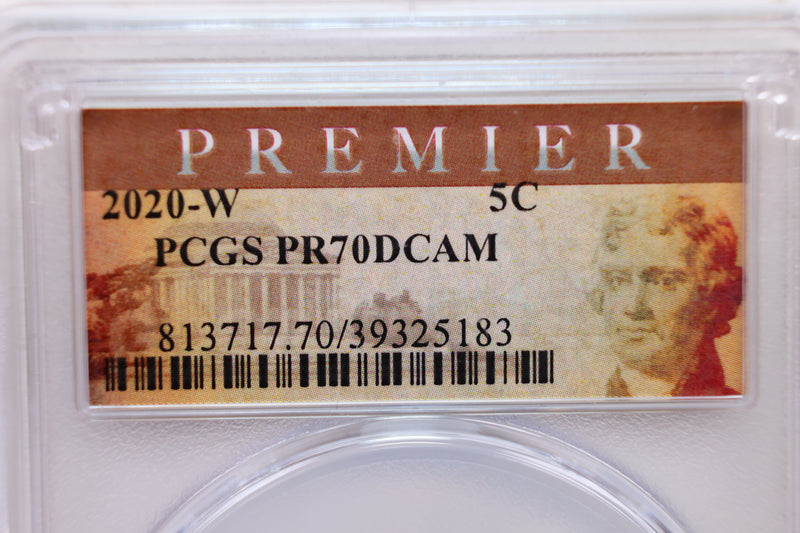 PREMIER
2020-W 5C
PCGS PR70DCAM
813717.70/39325183